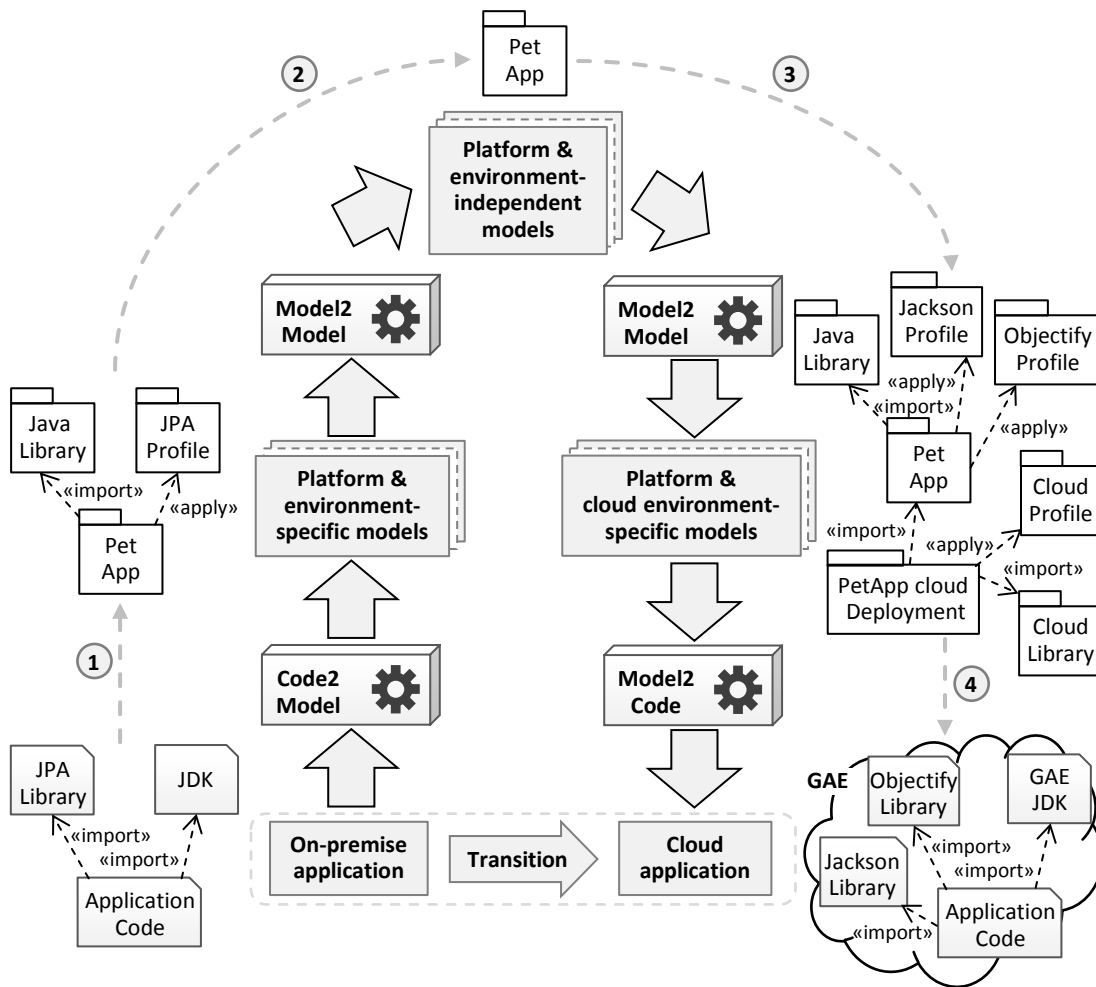 Pet
App
2
3
Platform &
environment-
independent
models
Model2
Model
Model2
Model
Java
Library
Jackson
Profile
Objectify
Profile
«apply»
«import»
«apply»
Pet
App
Java
Library
JPA
Profile
«import»
«apply»
Pet
App
Platform &
environment-
specific models
Platform &
cloud environment-
specific models
Cloud
Profile
«import»
«apply»
«import»
PetApp cloud
Deployment
Cloud
Library
1
Code2
Model
Model2
Code
4
JPA
Library
JDK
«import»
«import»
Application
Code
On-premise
application
Transition
Cloud
application
GAE
Objectify
Library
GAE
JDK
«import»
«import»
Jackson
Library
«import»
Application
Code